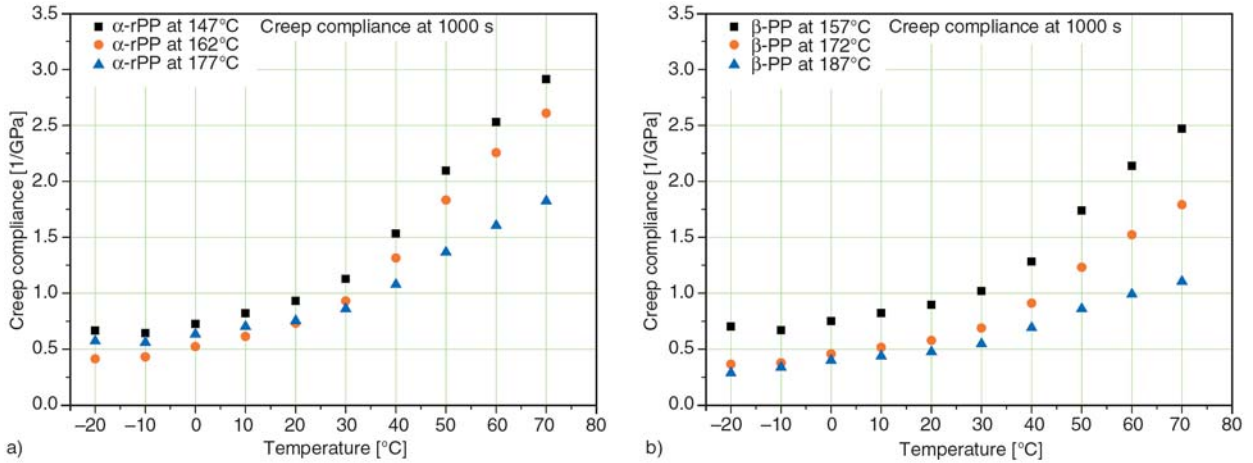 3.5
3.0
2.5
2.0
1.5
1.0
0.5
0.0
Creep compliance [1/GPa]
α-rPP at 147°C
α-rPP at 162°C
α-rPP at 177°C
Creep compliance at 1000 s
–20 –10 0 10 20 30 40 50 60 70 80
Temperature [°C]
a)
3.5
3.0
2.5
2.0
1.5
1.0
0.5
0.0
Creep compliance [1/GPa]
β-PP at 157°C
β-PP at 172°C
β-PP at 187°C
Creep compliance at 1000 s
–20 –10 0 10 20 30 40 50 60 70 80
Temperature [°C]
b)